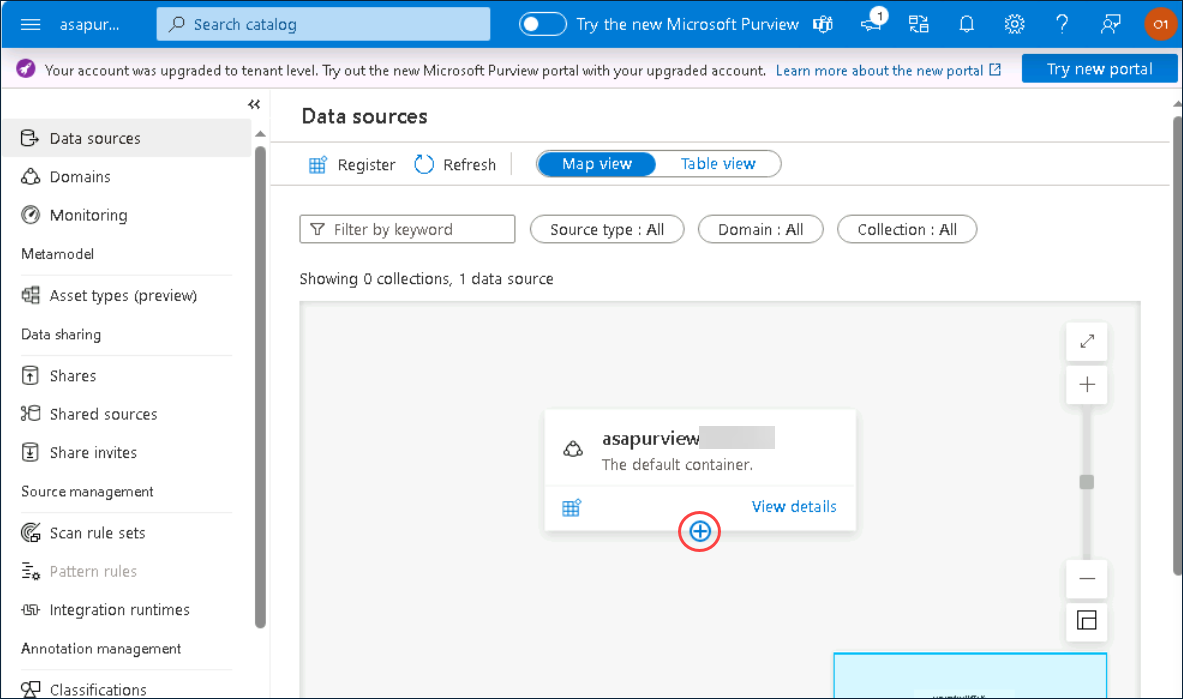 asapur...
Search catalog
Try the new Microsoft Purview
1
O1
Your account was upgraded to tenant level. Try out the new Microsoft Purview portal with your upgraded account. Learn more about the new portal
Try new portal
Data sources
Domains
Monitoring
Metamodel
Asset types (preview)
Data sharing
Shares
Shared sources
Share invites
Source management
Scan rule sets
Pattern rules
Integration runtimes
Annotation management
Classifications
Data sources
Register
Refresh
Map view
Table view
Filter by keyword
Source type : All
Domain : All
Collection : All
Showing 0 collections, 1 data source
asapurview
The default container.
View details